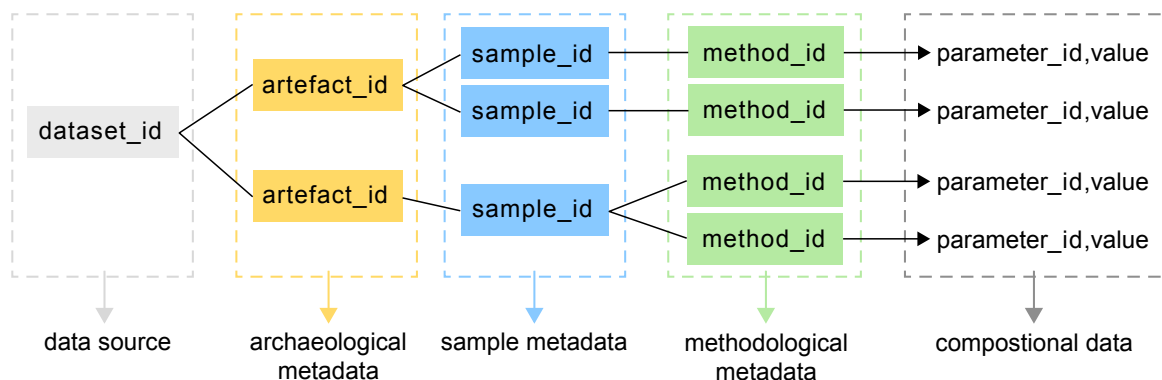 sample_id
method_id
parameter_id,value
artefact_id
sample_id
method_id
parameter_id,value
dataset_id
method_id
parameter_id,value
artefact_id
sample_id
method_id
parameter_id,value
data source
archaeological
metadata
sample metadata
methodological
metadata
compostional data